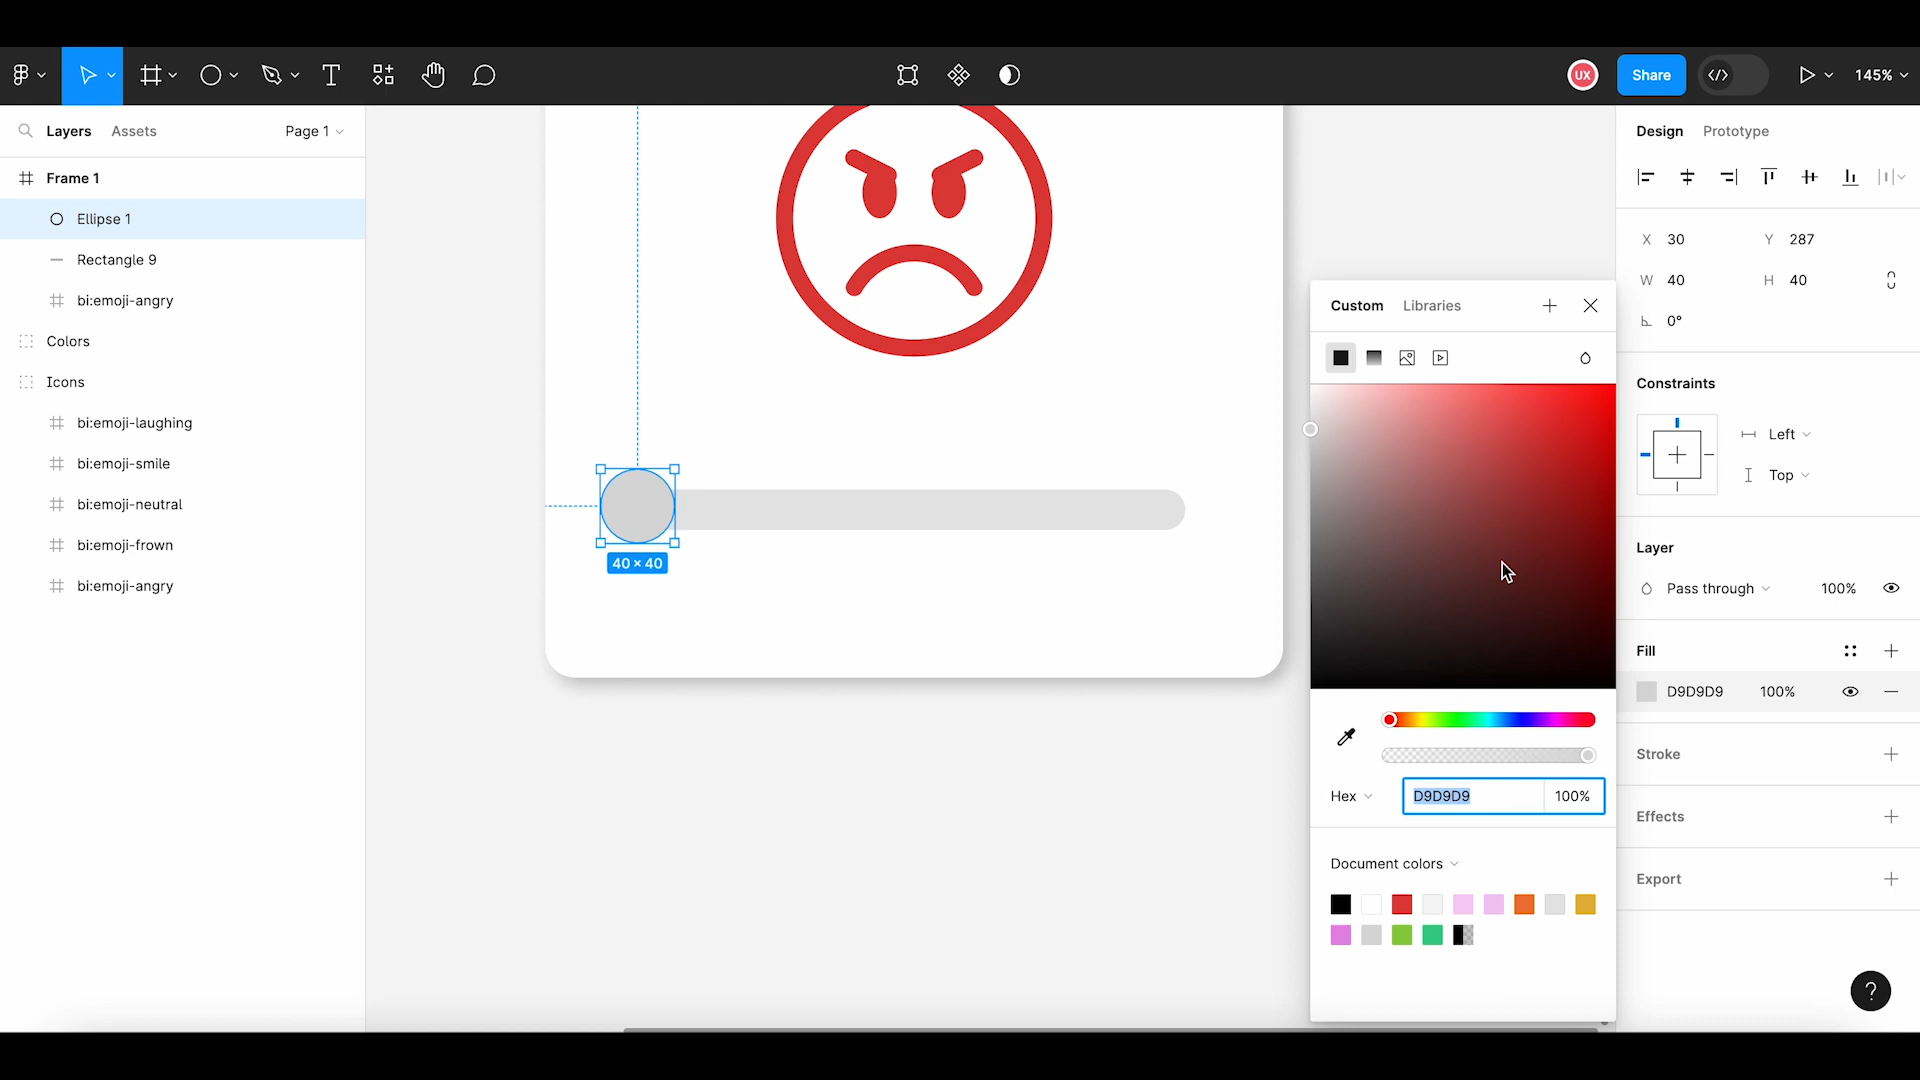 UX
Share
145%
Layers Assets Page 1
Design Prototype
Frame 1
Ellipse 1
Rectangle 9
bi:emoji-angry
Colors
Icons
bi:emoji-laughing
bi:emoji-smile
bi:emoji-neutral
bi:emoji-frown
bi:emoji-angry
40 × 40
Custom Libraries
Hex D9D9D9 100%
Document colors
X 30 Y 287
W 40 H 40
0°
Constraints
Left
Top
Layer
Pass through 100%
Fill
D9D9D9 100%
Stroke
Effects
Export
?